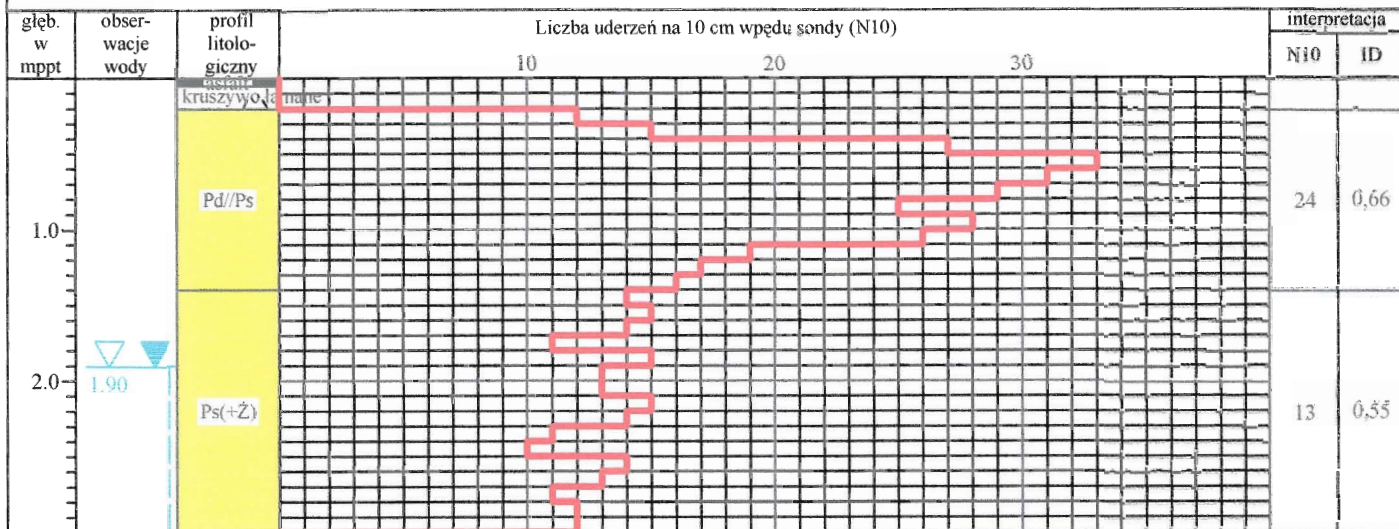 głęb.
w
mppt
obser-
wacje
wody
profil
litolo-
giczny
Liczba uderzeń na 10 cm wpędu sondy (N10)
10
20
30
interpretacja
N10
ID
asfalt
kruszywo łamane
Pd//Ps
24
0,66
1.0
1.90
2.0
Ps(+Ż)
13
0,55